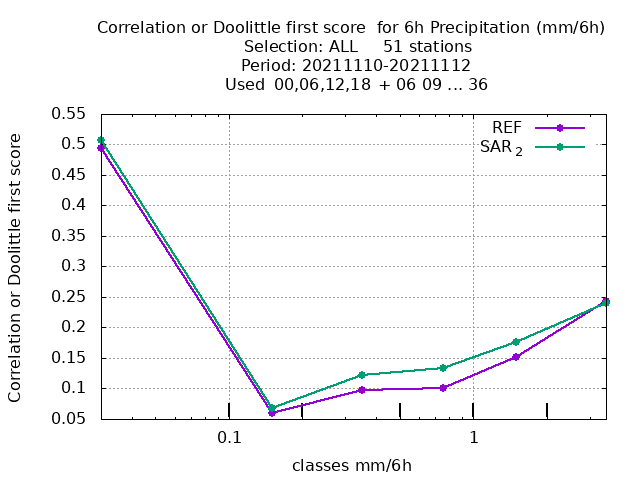 Correlation or Doolittle first score  for 6h Precipitation (mm/6h)
Selection: ALL     51 stations
Period: 20211110-20211112
Used  00,06,12,18  + 06 09 ... 36
REF
SAR 2
Correlation or Doolittle first score
0.55
0.5
0.45
0.4
0.35
0.3
0.25
0.2
0.15
0.1
0.05
0.1
1
classes mm/6h